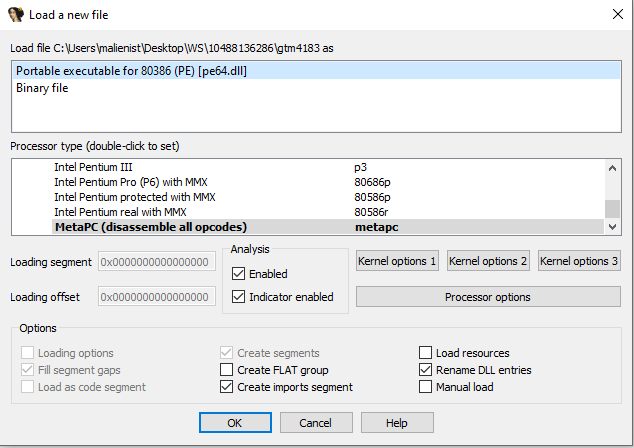 Load a new file
Load file C:\Users\malienist\Desktop\WS\10488136286\gtm4183 as
Portable executable for 80386 (PE) [pe64.dll]
Binary file
Processor type (double-click to set)
Intel Pentium III p3
Intel Pentium Pro (P6) with MMX 80686p
Intel Pentium protected with MMX 80586p
Intel Pentium real with MMX 80586r
MetaPC (disassemble all opcodes) metapc
Loading segment 0x0000000000000000
Loading offset 0x0000000000000000
Analysis
Enabled
Indicator enabled
Kernel options 1 Kernel options 2 Kernel options 3
Processor options
Options
Loading options Create segments Load resources
Fill segment gaps Create FLAT group Rename DLL entries
Load as code segment Create imports segment Manual load
OK Cancel Help